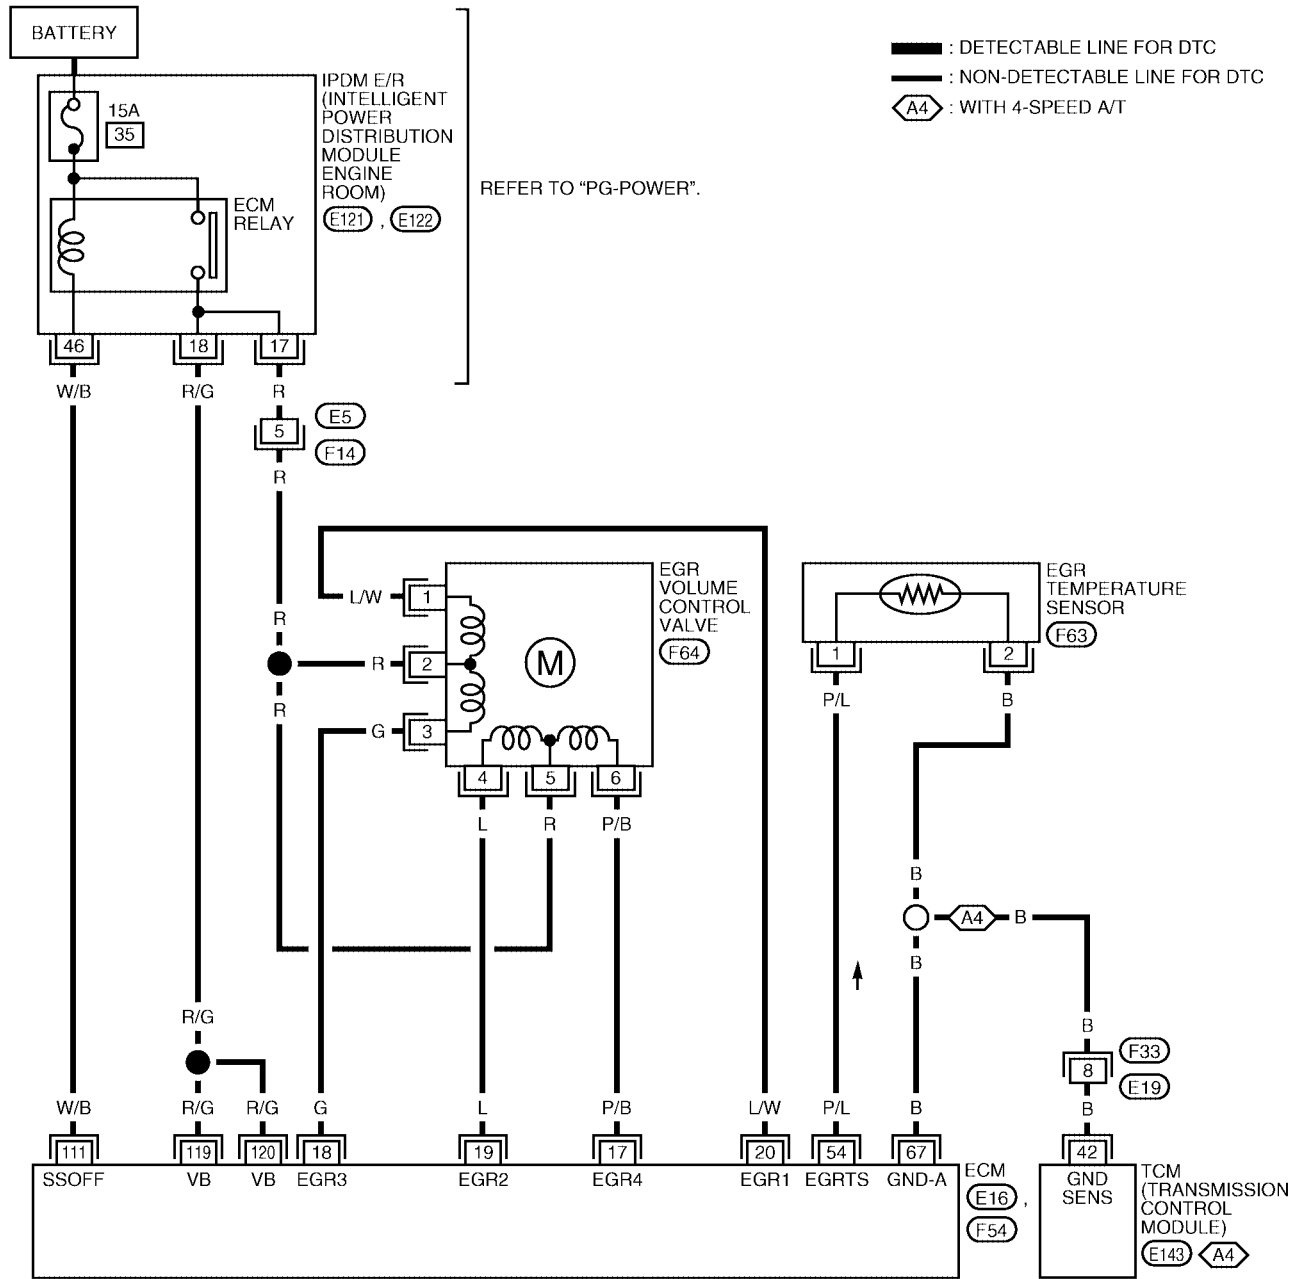 BATTERY
: DETECTABLE LINE FOR DTC
: NON-DETECTABLE LINE FOR DTC
A4 : WITH 4-SPEED A/T
15A
35
IPDM E/R
(INTELLIGENT
POWER
DISTRIBUTION
MODULE
ENGINE
ROOM)
E121 , E122
REFER TO “PG-POWER”.
ECM
RELAY
46 18 17
W/B R/G R
E5
5
F14
R
EGR
VOLUME
CONTROL
VALVE
F64
EGR
TEMPERATURE
SENSOR
F63
L/W 1
R
R 2
M
1 2
R
G 3
P/L B
4 5 6
L R P/B
B
A4 B
B
R/G
B
F33
8
E19
W/B R/G R/G G L P/B L/W P/L B B
111 119 120 18 19 17 20 54 67 42
SSOFF VB VB EGR3 EGR2 EGR4 EGR1 EGRTS GND-A
GND
SENS
ECM
E16 ,
F54
TCM
(TRANSMISSION
CONTROL
MODULE)
E143 A4